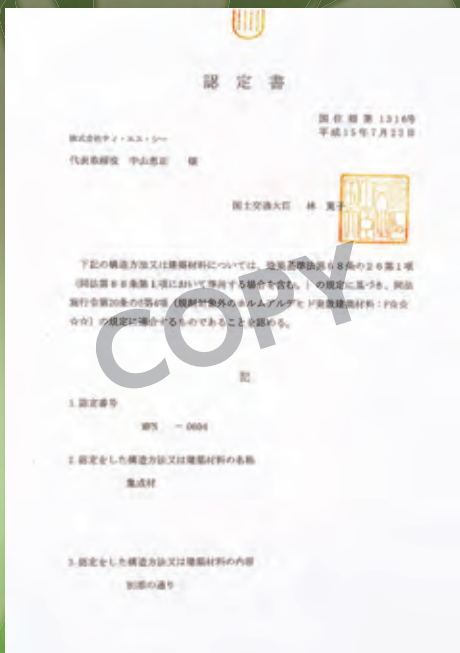 認定書
国住指第1316号
平成15年7月23日
株式会社ティ・エス・シー
代表取締役 中山 様
国土交通大臣 林 寛子
下記の構造方法又は建築材料については、建築基準法第68条の26第1項
(同法第88条第1項において準用する場合を含む。)の規定に基づき、同法
施行令第20条の5第4項(規制対象外のホルムアルデヒド発散建築材料:F☆☆
☆☆)の規定に適合するものであることを認める。
COPY
記
1.認定番号
MFN -0604
2.認定をした構造方法又は建築材料の名称
集成材
3.認定をした構造方法又は建築材料の内容
別添の通り